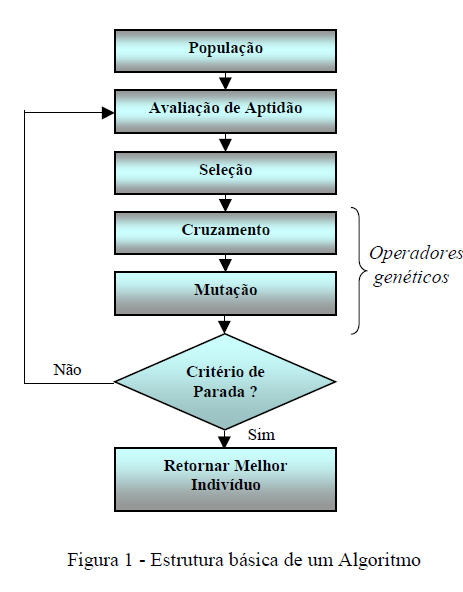 População
Avaliação de Aptidão
Seleção
Cruzamento
Operadores
genéticos
Mutação
Critério de
Parada ?
Não
Sim
Retornar Melhor
Indivíduo
Figura 1 - Estrutura básica de um Algoritmo